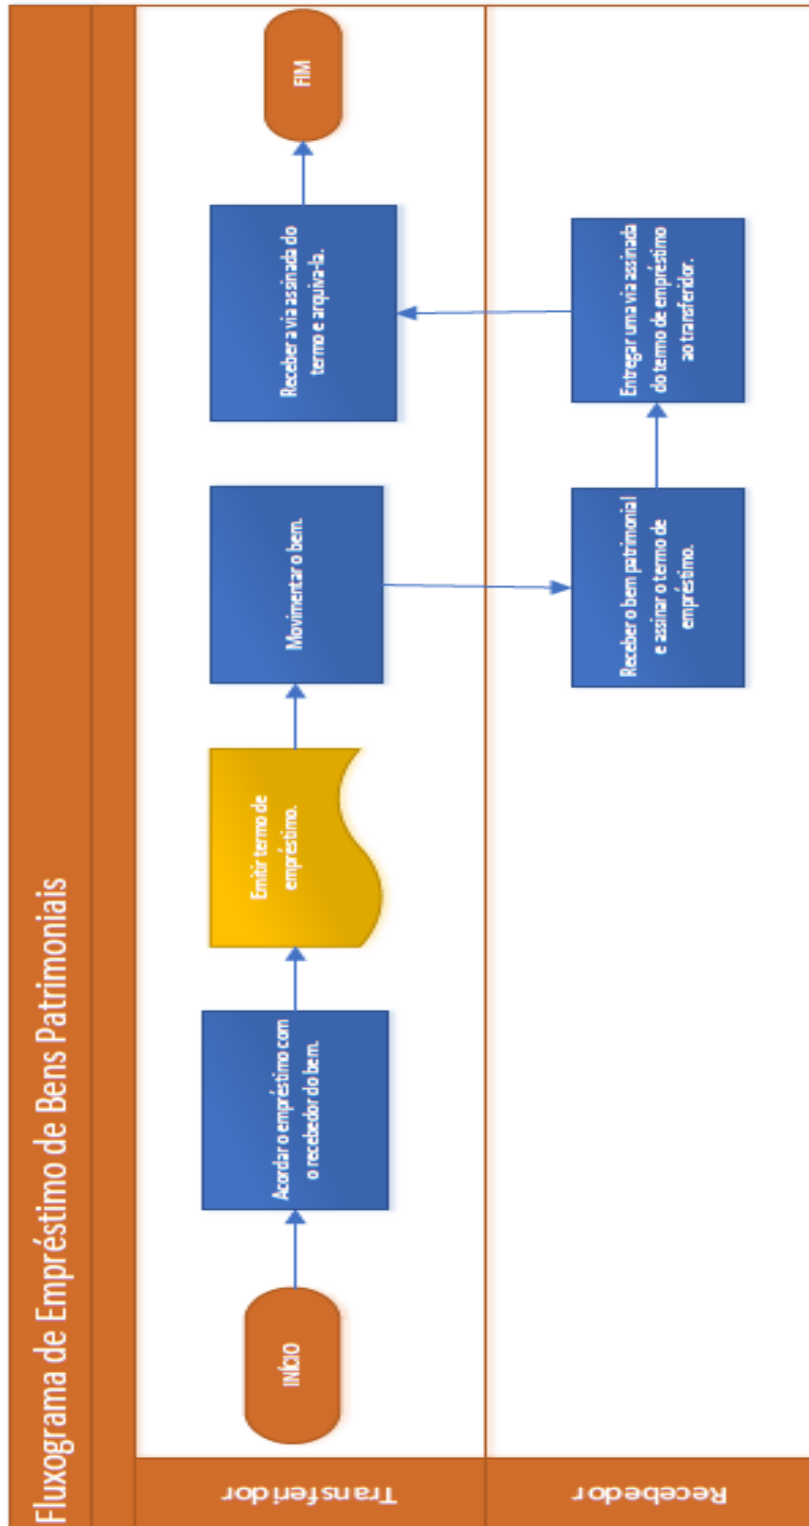 Fluxograma de Empréstimo de Bens Patrimoniais
Transferidor
INÍCIO
Acordar o empréstimo com
o recebedor do bem.
Emitir termo de
empréstimo.
Movimentar o bem.
Receber a via assinada do
termo e arquiva-la.
FIM
Recebedor
Receber o bem patrimonial
e assinar o termo de
empréstimo.
Entregar uma via assinada
do termo de empréstimo
ao transferidor.